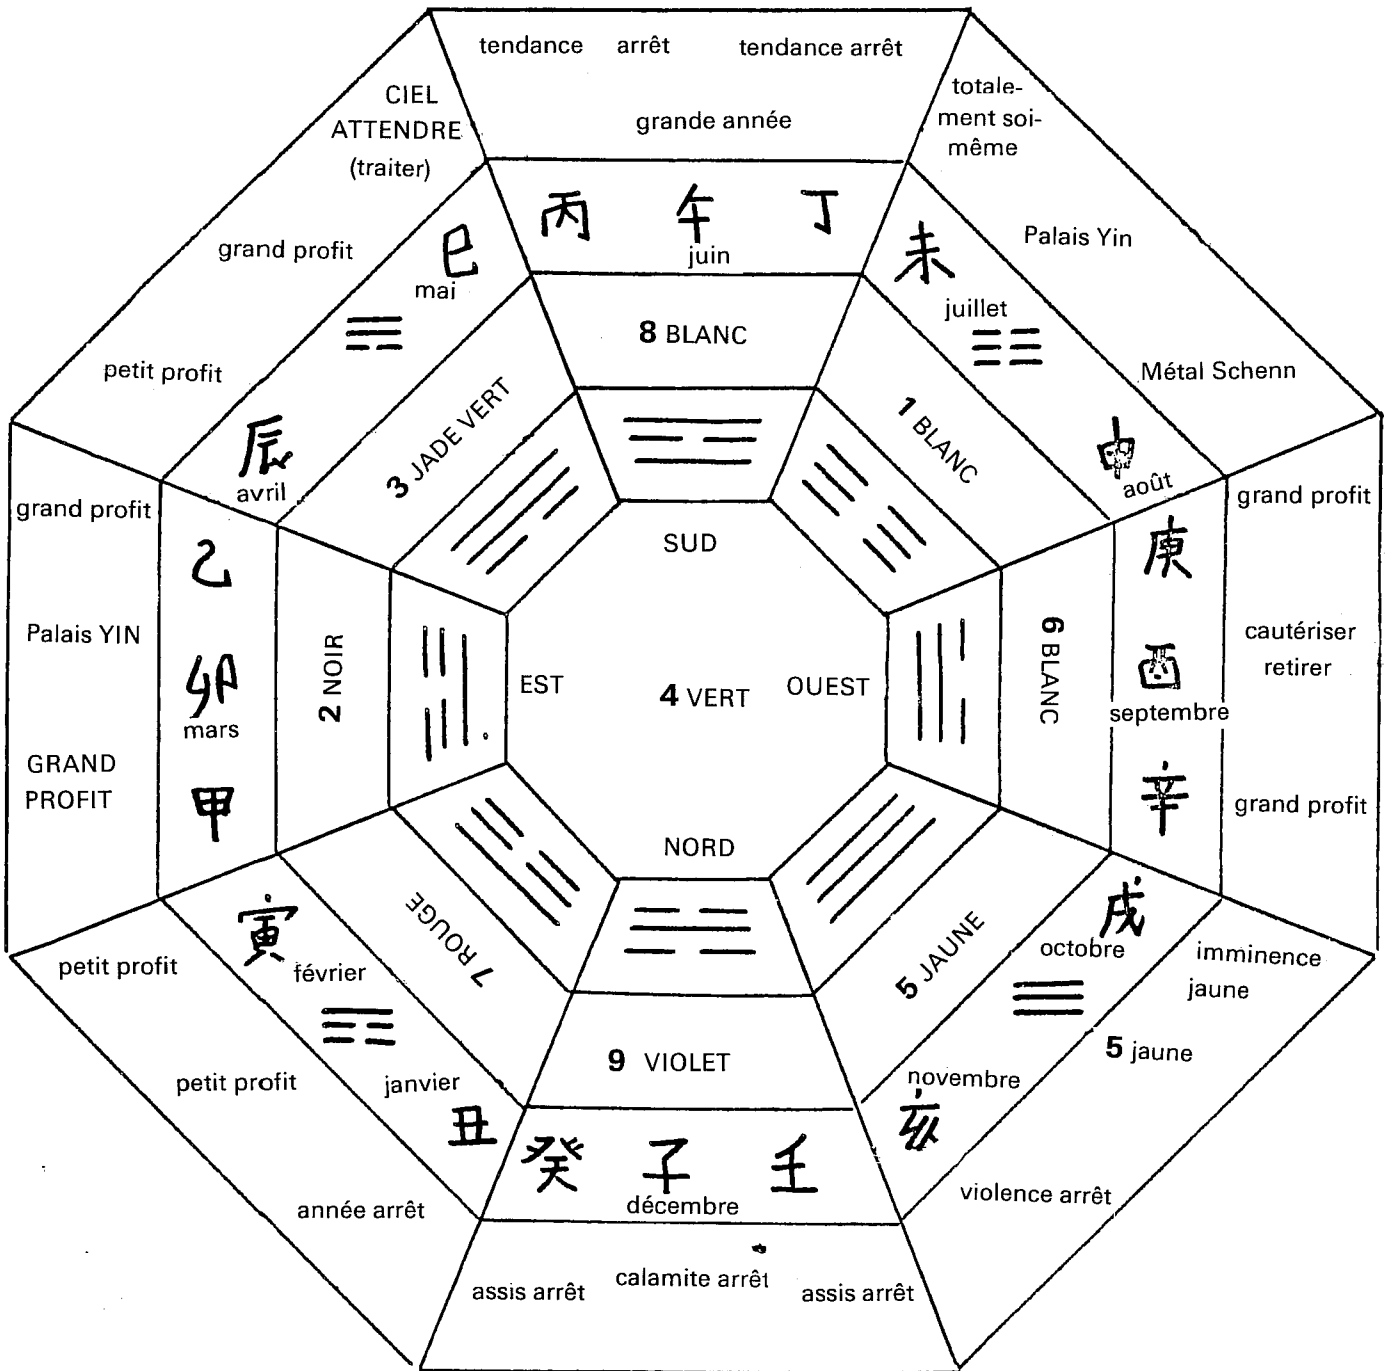 tendance arrêt tendance arrêt
grande année
丙 午 丁
juin
8 BLANC
totale-
ment soi-
même
Palais Yin
Métal Schenn
未
juillet
申
août
1 BLANC
grand profit
cautériser
retirer
grand profit
庚
酉
septembre
辛
6 BLANC
imminence
jaune
5 jaune
violence arrêt
戌
octobre
novembre
亥
5 JAUNE
9 VIOLET
癸 子 壬
décembre
assis arrêt calamite arrêt assis arrêt
petit profit
petit profit
année arrêt
寅
février
janvier
丑
7 ROUGE
grand profit
Palais YIN
GRAND
PROFIT
乙
卯
mars
甲
2 NOIR
CIEL
ATTENDRE
(traiter)
grand profit
petit profit
巳
mai
辰
avril
3 JADE VERT
SUD
EST
4 VERT
OUEST
NORD